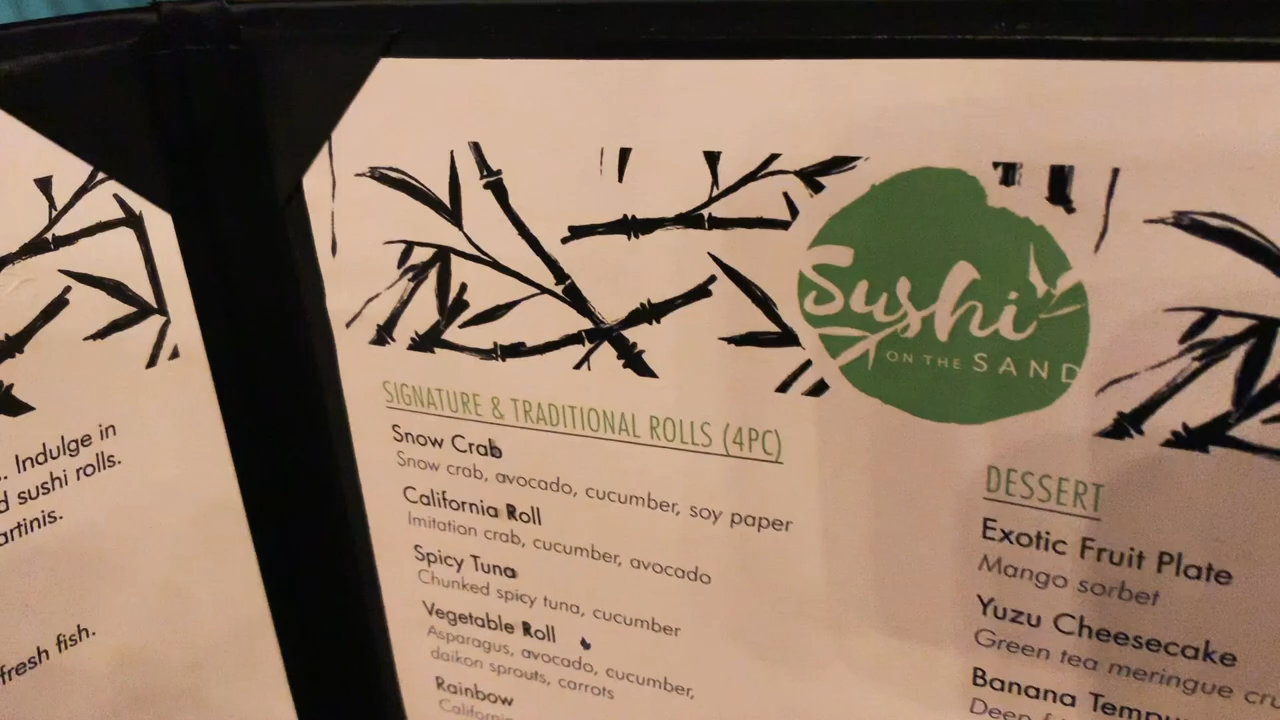 Indulge in
sushi rolls.
fresh fish.
Sushi
ON THE SAND
SIGNATURE & TRADITIONAL ROLLS (4PC)
Snow Crab
Snow crab, avocado, cucumber, soy paper
California Roll
Imitation crab, cucumber, avocado
Spicy Tuna
Chunked spicy tuna, cucumber
Vegetable Roll
Asparagus, avocado, cucumber,
daikon sprouts, carrots
Rainbow
DESSERT
Exotic Fruit Plate
Mango sorbet
Yuzu Cheesecake
Green tea meringue
Banana